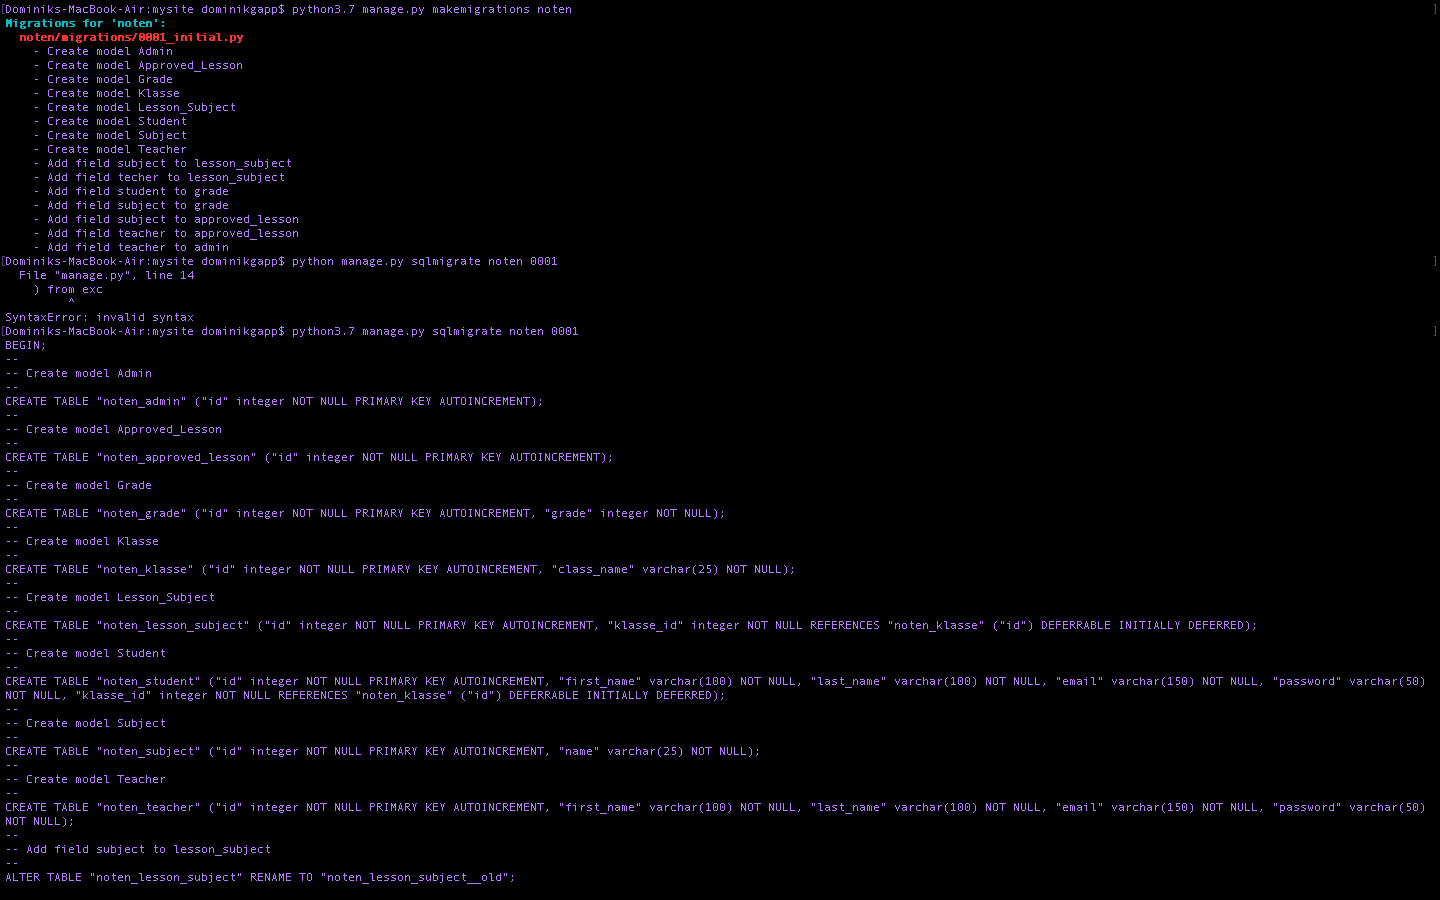 [Dominiks-MacBook-Air:mysite dominikgapp$ python3.7 manage.py makemigrations noten ]
Migrations for 'noten':
  noten/migrations/0001_initial.py
    - Create model Admin
    - Create model Approved_Lesson
    - Create model Grade
    - Create model Klasse
    - Create model Lesson_Subject
    - Create model Student
    - Create model Subject
    - Create model Teacher
    - Add field subject to lesson_subject
    - Add field techer to lesson_subject
    - Add field student to grade
    - Add field subject to grade
    - Add field subject to approved_lesson
    - Add field teacher to approved_lesson
    - Add field teacher to admin
[Dominiks-MacBook-Air:mysite dominikgapp$ python manage.py sqlmigrate noten 0001 ]
  File "manage.py", line 14
    ) from exc
         ^
SyntaxError: invalid syntax
[Dominiks-MacBook-Air:mysite dominikgapp$ python3.7 manage.py sqlmigrate noten 0001 ]
BEGIN;
--
-- Create model Admin
--
CREATE TABLE "noten_admin" ("id" integer NOT NULL PRIMARY KEY AUTOINCREMENT);
--
-- Create model Approved_Lesson
--
CREATE TABLE "noten_approved_lesson" ("id" integer NOT NULL PRIMARY KEY AUTOINCREMENT);
--
-- Create model Grade
--
CREATE TABLE "noten_grade" ("id" integer NOT NULL PRIMARY KEY AUTOINCREMENT, "grade" integer NOT NULL);
--
-- Create model Klasse
--
CREATE TABLE "noten_klasse" ("id" integer NOT NULL PRIMARY KEY AUTOINCREMENT, "class_name" varchar(25) NOT NULL);
--
-- Create model Lesson_Subject
--
CREATE TABLE "noten_lesson_subject" ("id" integer NOT NULL PRIMARY KEY AUTOINCREMENT, "klasse_id" integer NOT NULL REFERENCES "noten_klasse" ("id") DEFERRABLE INITIALLY DEFERRED);
--
-- Create model Student
--
CREATE TABLE "noten_student" ("id" integer NOT NULL PRIMARY KEY AUTOINCREMENT, "first_name" varchar(100) NOT NULL, "last_name" varchar(100) NOT NULL, "email" varchar(150) NOT NULL, "password" varchar(50)
NOT NULL, "klasse_id" integer NOT NULL REFERENCES "noten_klasse" ("id") DEFERRABLE INITIALLY DEFERRED);
--
-- Create model Subject
--
CREATE TABLE "noten_subject" ("id" integer NOT NULL PRIMARY KEY AUTOINCREMENT, "name" varchar(25) NOT NULL);
--
-- Create model Teacher
--
CREATE TABLE "noten_teacher" ("id" integer NOT NULL PRIMARY KEY AUTOINCREMENT, "first_name" varchar(100) NOT NULL, "last_name" varchar(100) NOT NULL, "email" varchar(150) NOT NULL, "password" varchar(50)
NOT NULL);
--
-- Add field subject to lesson_subject
--
ALTER TABLE "noten_lesson_subject" RENAME TO "noten_lesson_subject__old";